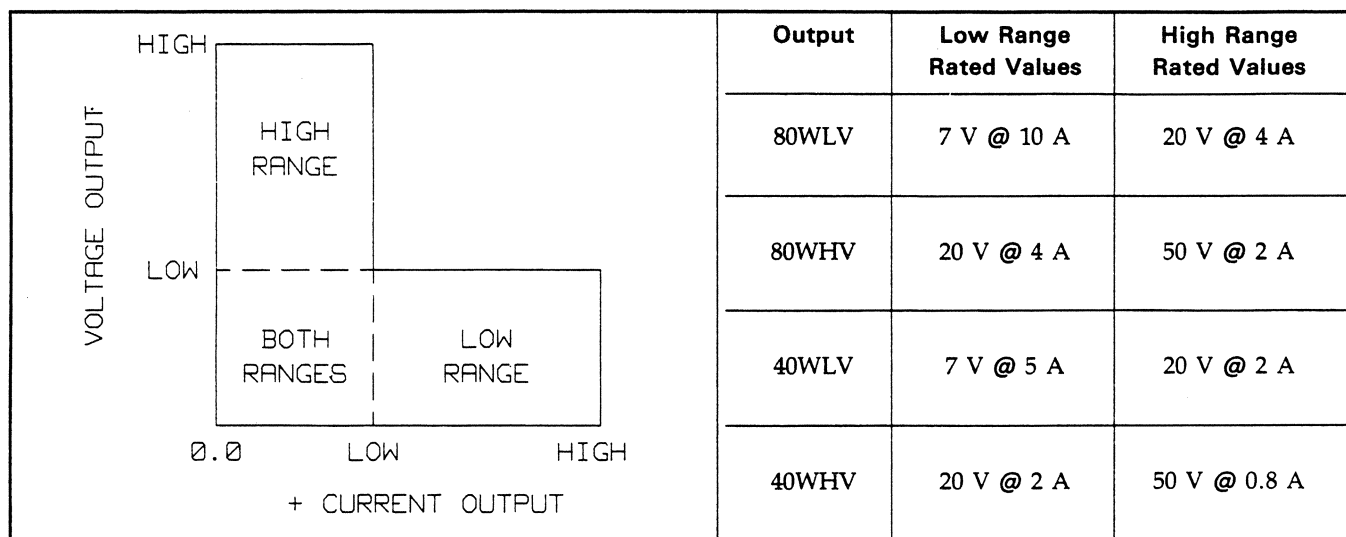 HIGH
HIGH
RANGE
VOLTAGE OUTPUT
LOW
BOTH
RANGES
LOW
RANGE
0.0 LOW HIGH
+ CURRENT OUTPUT
Output Low Range High Range
Rated Values Rated Values
80WLV 7 V @ 10 A 20 V @ 4 A
80WHV 20 V @ 4 A 50 V @ 2 A
40WLV 7 V @ 5 A 20 V @ 2 A
40WHV 20 V @ 2 A 50 V @ 0.8 A